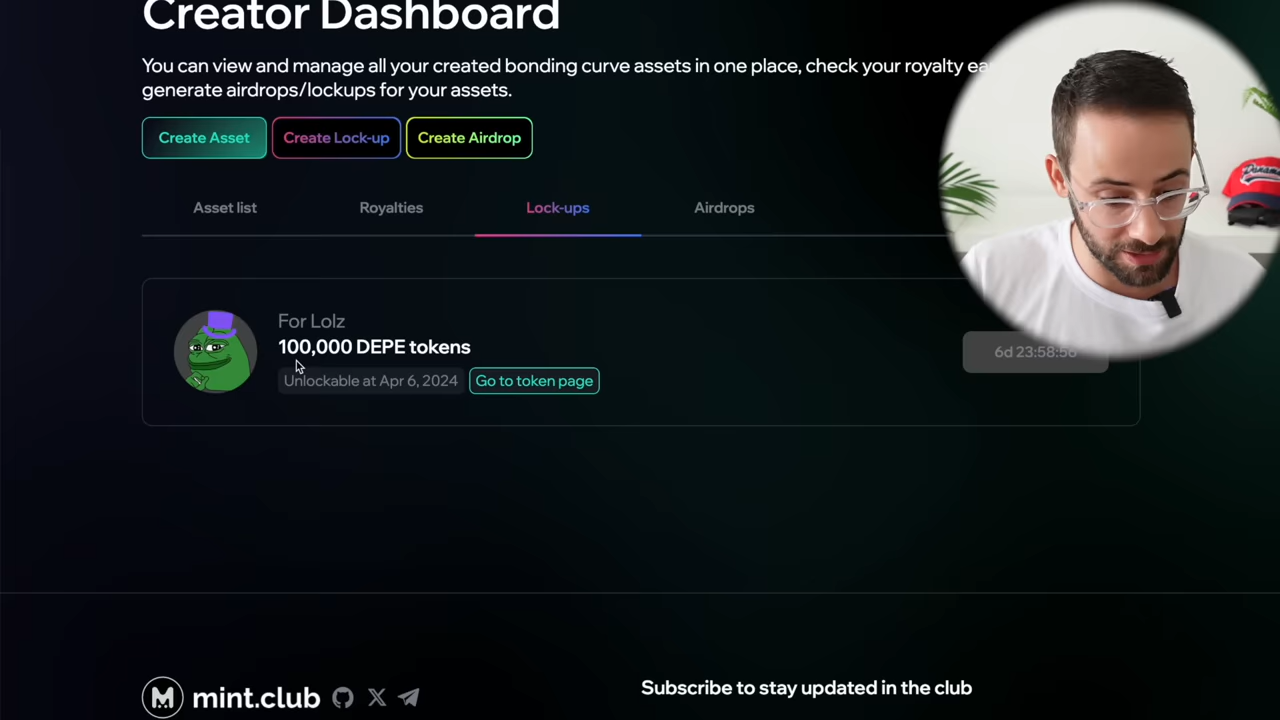 Creator Dashboard
You can view and manage all your created bonding curve assets in one place, check your royalty
generate airdrops/lockups for your assets.
Create Asset
Create Lock-up
Create Airdrop
Asset list
Royalties
Lock-ups
Airdrops
For Lolz
100,000 DEPE tokens
Unlockable at Apr 6, 2024
Go to token page
6d
mint.club
Subscribe to stay updated in the club